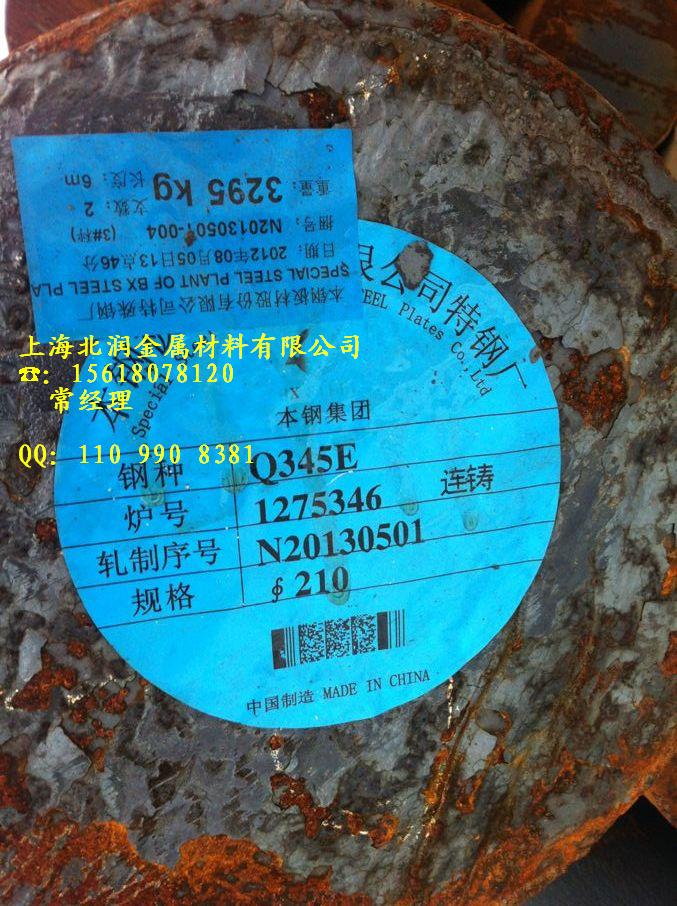 重量：3295 kg 长度：6m
捆号：N20130501-004 支数：2
(3#种)
日期：2012年08月05日13点46分
SPECIAL STEEL PLANT OF BX STEEL PLA
本钢板材股份有限公司特殊钢厂
限公司特钢厂
EEL Plates Co.,Ltd
Special
上海北润金属材料有限公司
☎: 15618078120
常经理
QQ: 110 990 8381
本钢集团
钢种 Q345E
炉号 1275346 连铸
轧制序号 N20130501
规格 ∮210
中国制造 MADE IN CHINA